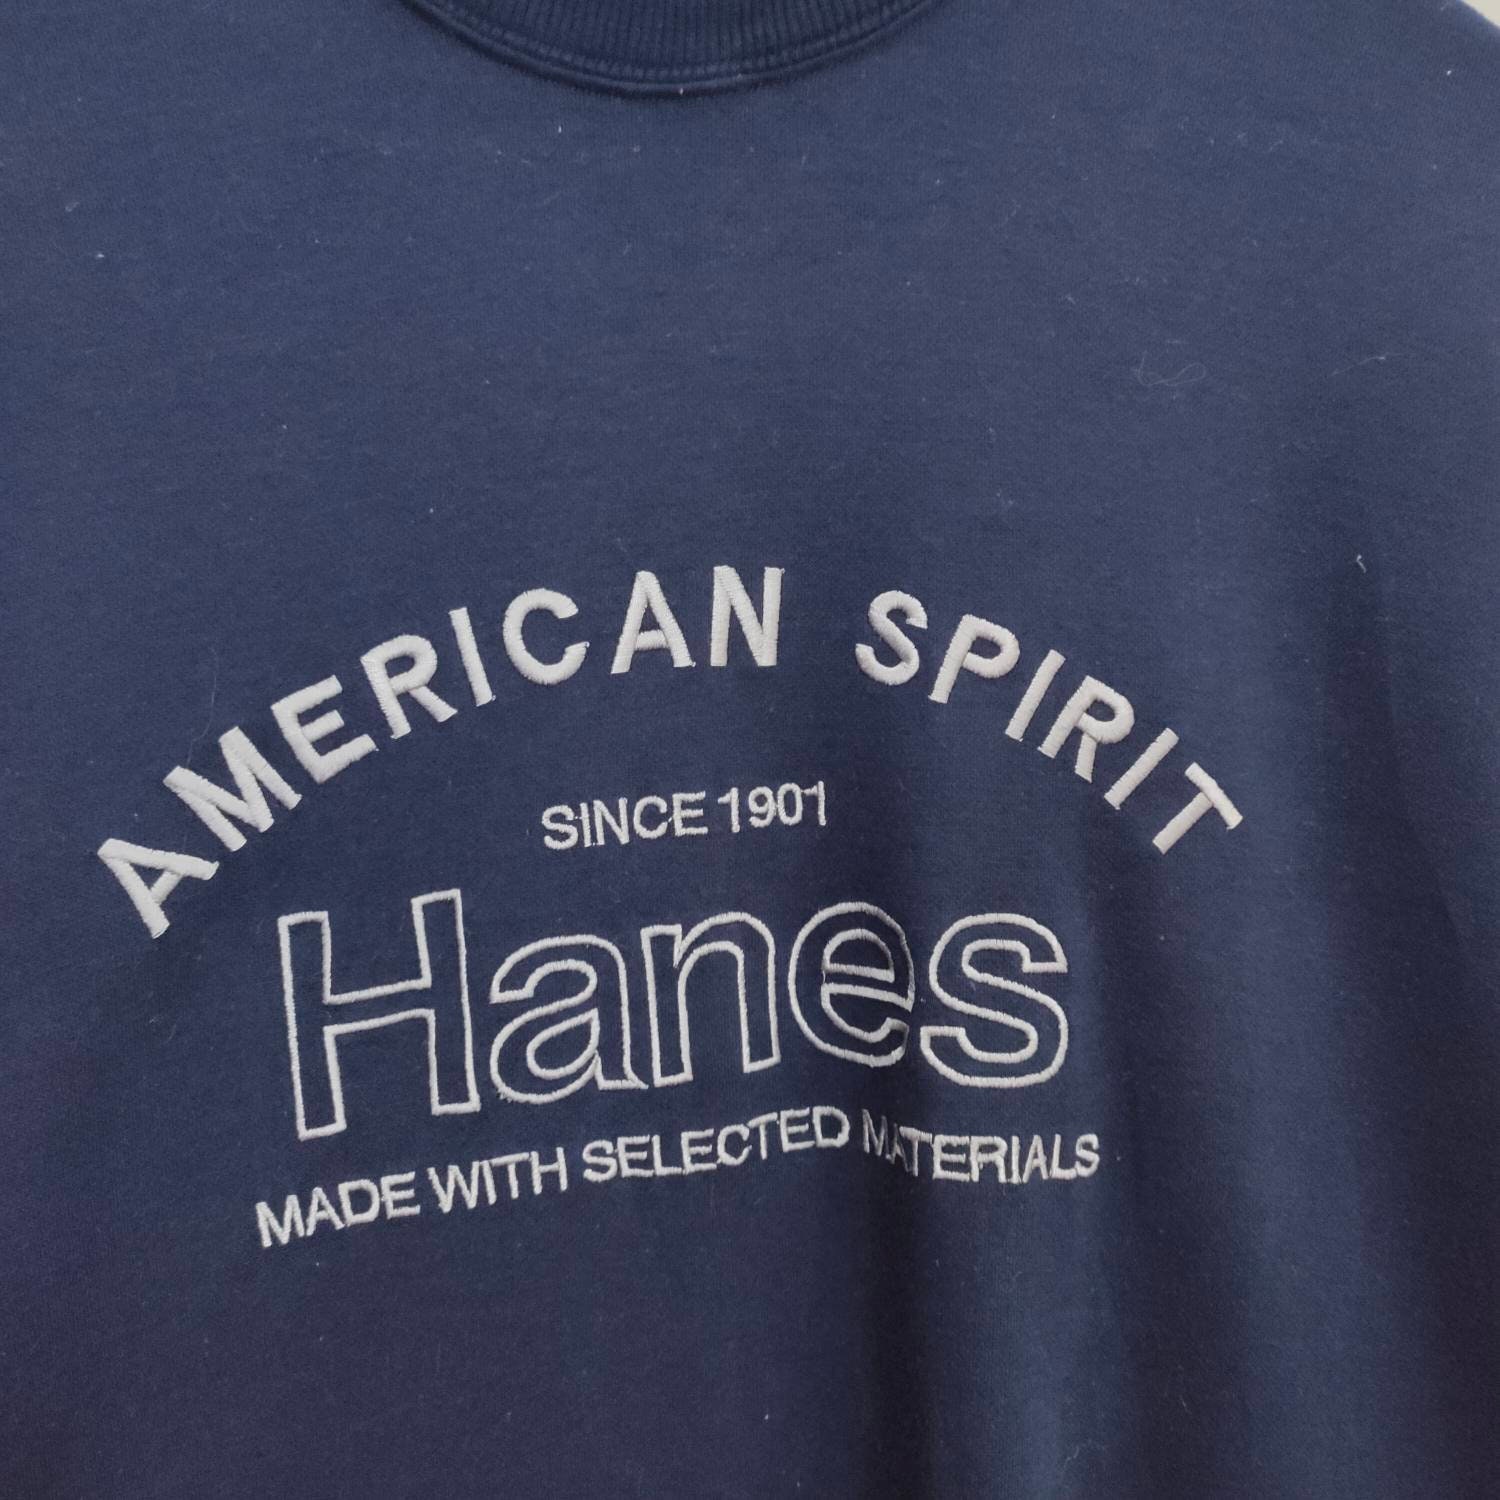 AMERICAN SPIRIT
SINCE 1901
Hanes
MADE WITH SELECTED MATERIALS